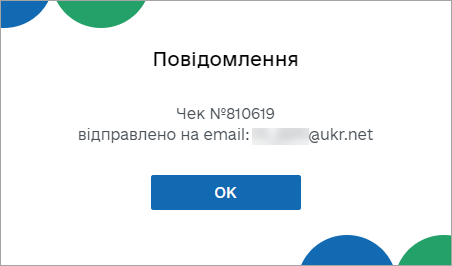 Повідомлення
Чек №810619
відправлено на email: @ukr.net
OK